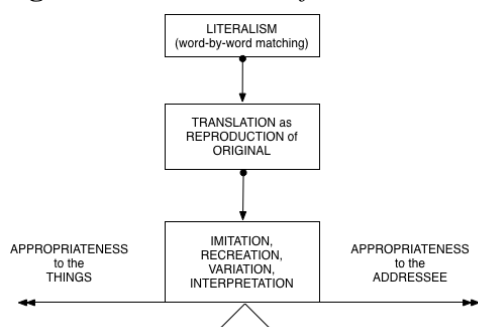 LITERALISM
(word-by-word matching)
TRANSLATION as
REPRODUCTION of
ORIGINAL
IMITATION,
RECREATION,
VARIATION,
INTERPRETATION
APPROPRIATENESS
to the
THINGS
APPROPRIATENESS
to the
ADDRESSEE